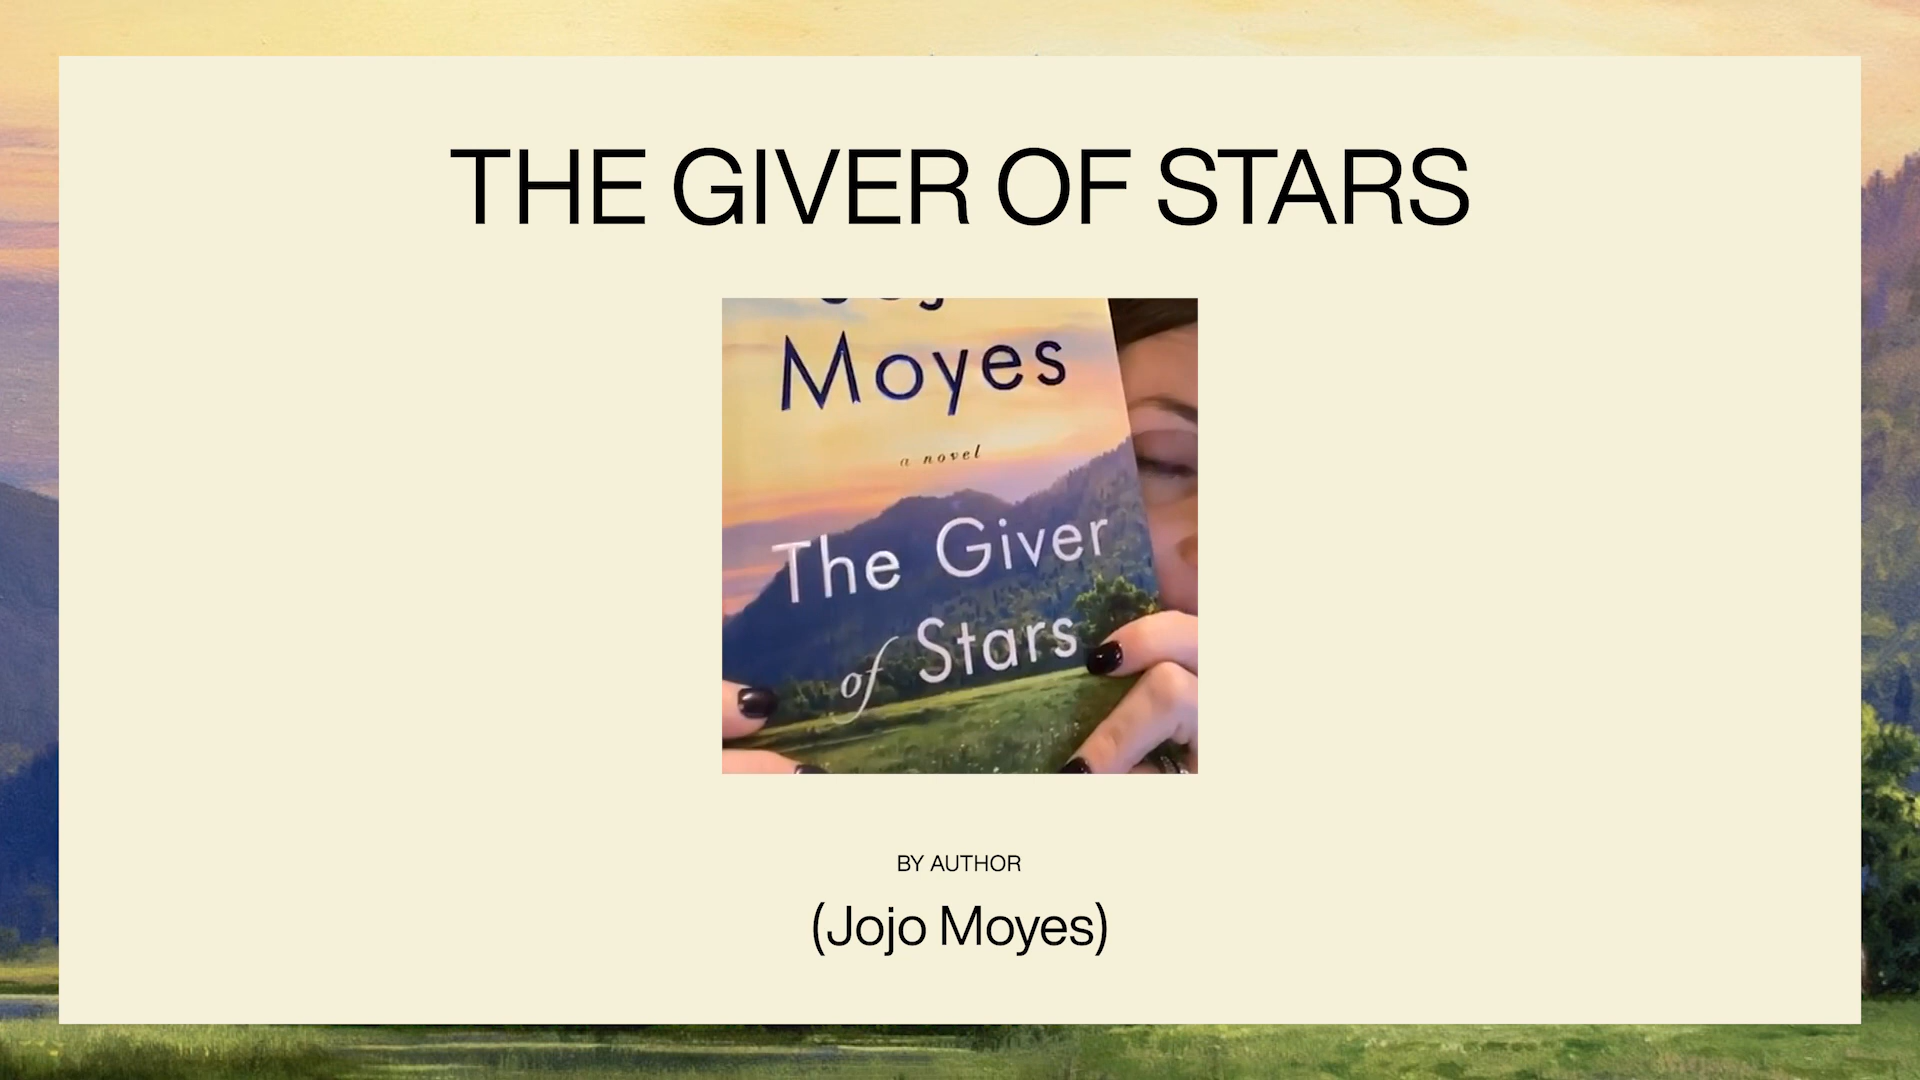 THE GIVER OF STARS
Moyes
a novel
The Giver
of Stars
BY AUTHOR
(Jojo Moyes)